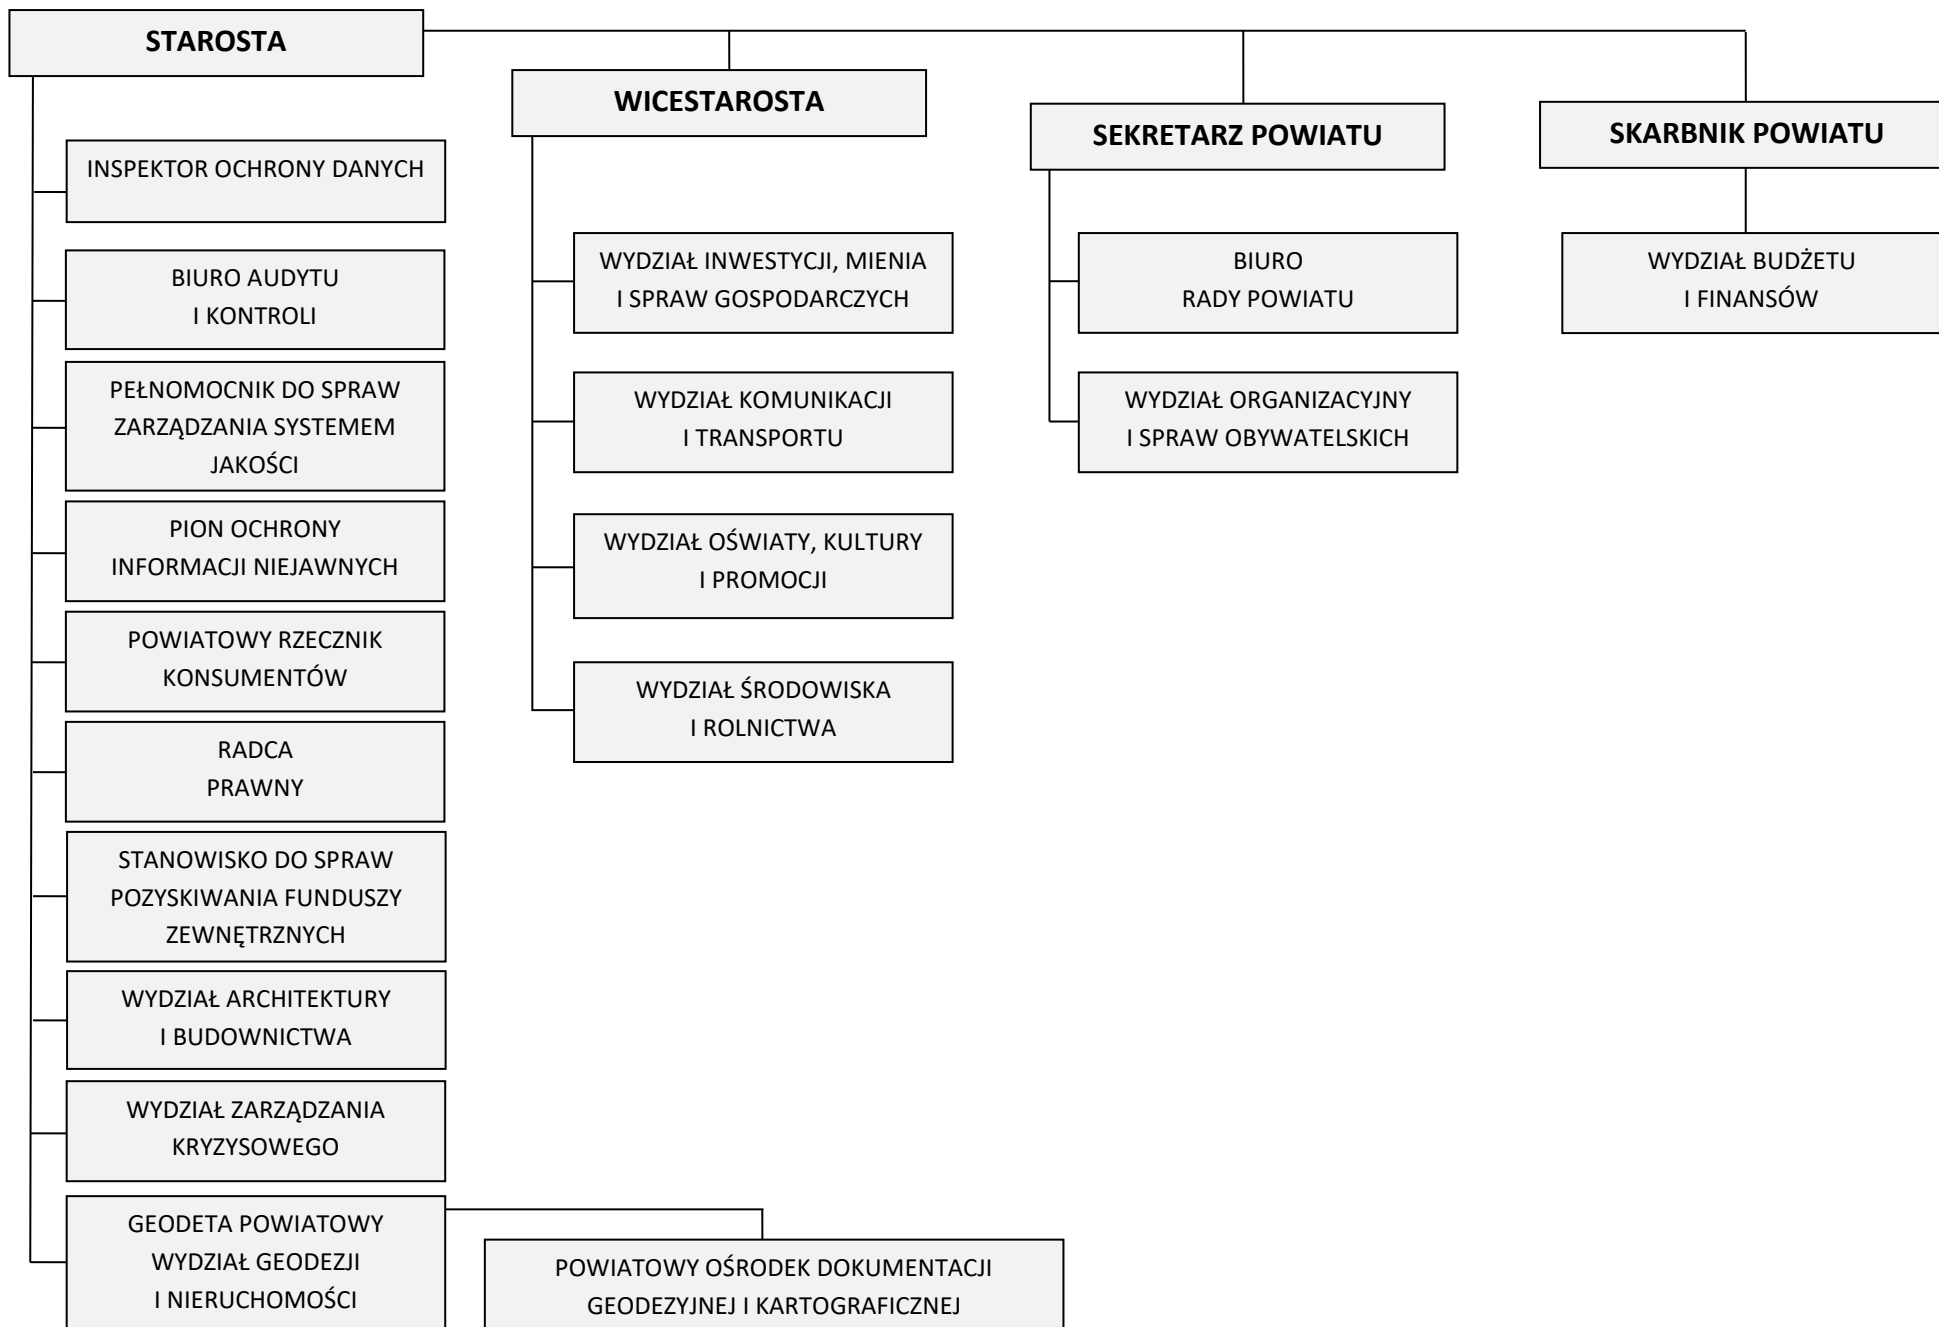 STAROSTA
INSPEKTOR OCHRONY DANYCH
BIURO AUDYTU
I KONTROLI
PEŁNOMOCNIK DO SPRAW
ZARZĄDZANIA SYSTEMEM
JAKOŚCI
PION OCHRONY
INFORMACJI NIEJAWNYCH
POWIATOWY RZECZNIK
KONSUMENTÓW
RADCA
PRAWNY
STANOWISKO DO SPRAW
POZYSKIWANIA FUNDUSZY
ZEWNĘTRZNYCH
WYDZIAŁ ARCHITEKTURY
I BUDOWNICTWA
WYDZIAŁ ZARZĄDZANIA
KRYZYSOWEGO
GEODETA POWIATOWY
WYDZIAŁ GEODEZJI
I NIERUCHOMOŚCI
POWIATOWY OŚRODEK DOKUMENTACJI
GEODEZYJNEJ I KARTOGRAFICZNEJ
WICESTAROSTA
WYDZIAŁ INWESTYCJI, MIENIA
I SPRAW GOSPODARCZYCH
WYDZIAŁ KOMUNIKACJI
I TRANSPORTU
WYDZIAŁ OŚWIATY, KULTURY
I PROMOCJI
WYDZIAŁ ŚRODOWISKA
I ROLNICTWA
SEKRETARZ POWIATU
BIURO
RADY POWIATU
WYDZIAŁ ORGANIZACYJNY
I SPRAW OBYWATELSKICH
SKARBNIK POWIATU
WYDZIAŁ BUDŻETU
I FINANSÓW